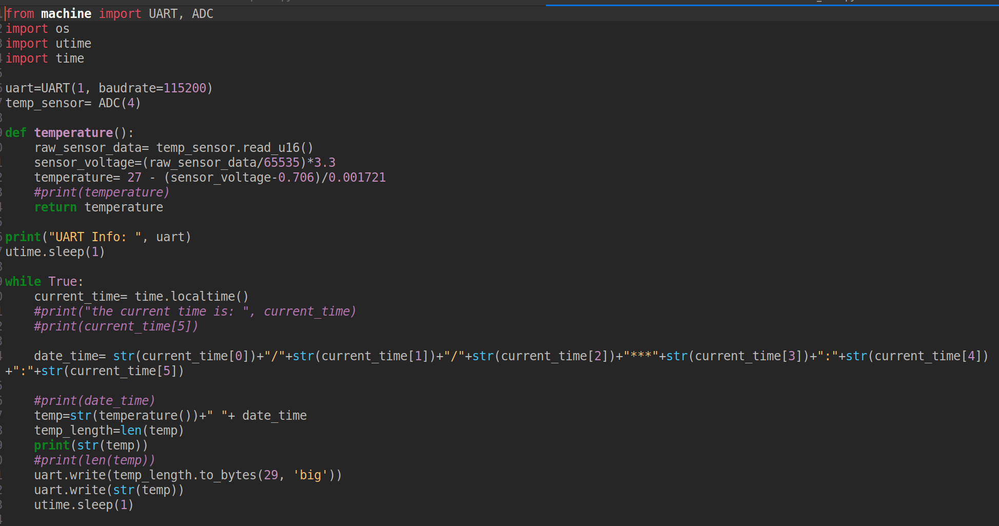 from machine import UART, ADC
import os
import utime
import time
uart=UART(1, baudrate=115200)
temp_sensor= ADC(4)
def temperature():
    raw_sensor_data= temp_sensor.read_u16()
    sensor_voltage=(raw_sensor_data/65535)*3.3
    temperature= 27 - (sensor_voltage-0.706)/0.001721
    #print(temperature)
    return temperature
print("UART Info: ", uart)
utime.sleep(1)
while True:
    current_time= time.localtime()
    #print("the current time is: ", current_time)
    #print(current_time[5])
    date_time= str(current_time[0])+"/"+str(current_time[1])+"/"+str(current_time[2])+"***"+str(current_time[3])+":"+str(current_time[4])
+":"+str(current_time[5])
    #print(date_time)
    temp=str(temperature())+" "+ date_time
    temp_length=len(temp)
    print(str(temp))
    #print(len(temp))
    uart.write(temp_length.to_bytes(29, 'big'))
    uart.write(str(temp))
    utime.sleep(1)